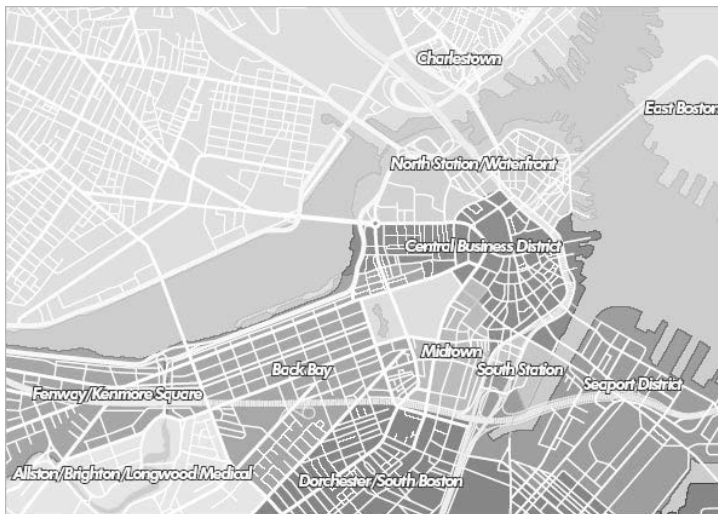 Charlestown
East Boston
North Station/Waterfront
Central Business District
Midtown
Back Bay
South Station
Seaport District
Fenway/Kenmore Square
Allston/Brighton/Longwood Medical
Dorchester/South Boston